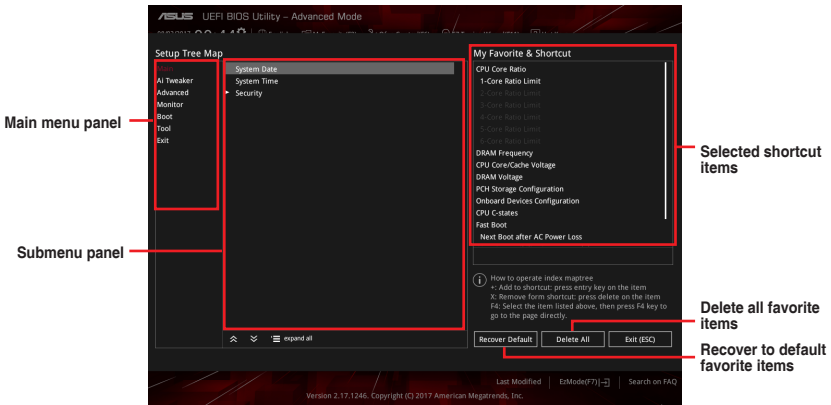 ASUS UEFI BIOS Utility – Advanced Mode
Setup Tree Map
Main
Ai Tweaker
Advanced
Monitor
Boot
Tool
Exit
System Date
System Time
Security
expand all
My Favorite & Shortcut
CPU Core Ratio
1-Core Ratio Limit
2-Core Ratio Limit
3-Core Ratio Limit
4-Core Ratio Limit
5-Core Ratio Limit
6-Core Ratio Limit
DRAM Frequency
CPU Core/Cache Voltage
DRAM Voltage
PCH Storage Configuration
Onboard Devices Configuration
CPU C-states
Fast Boot
Next Boot after AC Power Loss
How to operate index maptree
+: Add to shortcut: press entry key on the item
X: Remove form shortcut: press delete on the item
F4: Select the item listed above, then press F4 key to
go to the page directly.
Recover Default
Delete All
Exit (ESC)
Last Modified
EzMode(F7)
Search on FAQ
Version 2.17.1246. Copyright (C) 2017 American Megatrends, Inc.
Main menu panel
Submenu panel
Selected shortcut
items
Delete all favorite
items
Recover to default
favorite items